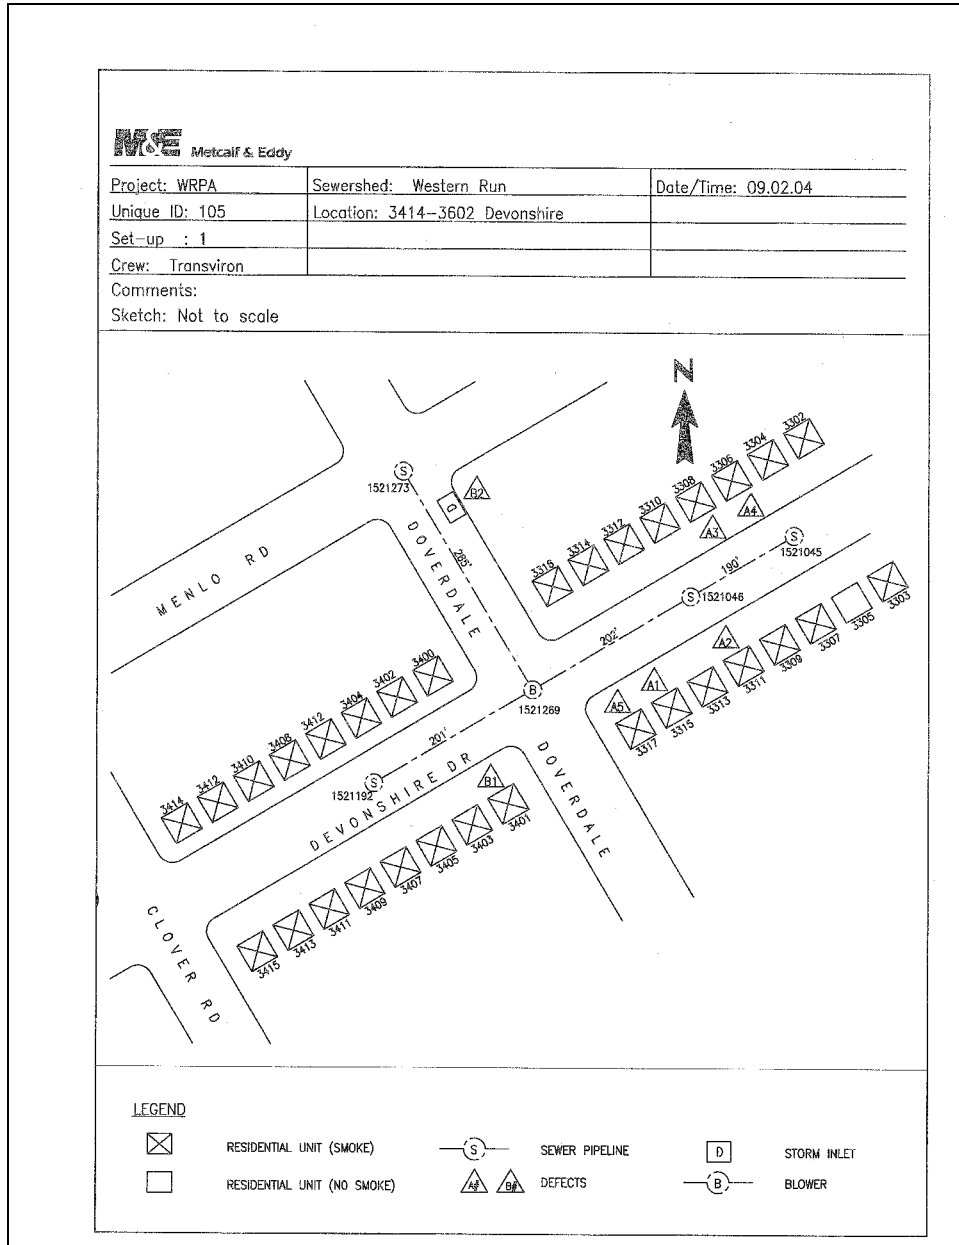 M&E Metcalf & Eddy
Project: WRPA Sewershed: Western Run Date/Time: 09.02.04
Unique ID: 105 Location: 3414-3602 Devonshire
Set-up : 1
Crew: Transviron
Comments:
Sketch: Not to scale
N
3302
3304
3306
3308
3310
3312
3314
3316
B2
A4
A3
S
1521273
D
S
1521045
190'
S 1521046
202'
285'
DOVERDALE
MENLO RD
3303
3305
3307
3309
3311
3313
3315
3317
A2
A1
A5
B
1521269
3400
3402
3404
3412
3408
3410
3412
3414
201'
S
1521192
DEVONSHIRE DR
DOVERDALE
B1
3401
3403
3405
3407
3409
3411
3413
3415
CLOVER RD
LEGEND
RESIDENTIAL UNIT (SMOKE) S SEWER PIPELINE D STORM INLET
RESIDENTIAL UNIT (NO SMOKE) A# B# DEFECTS B BLOWER